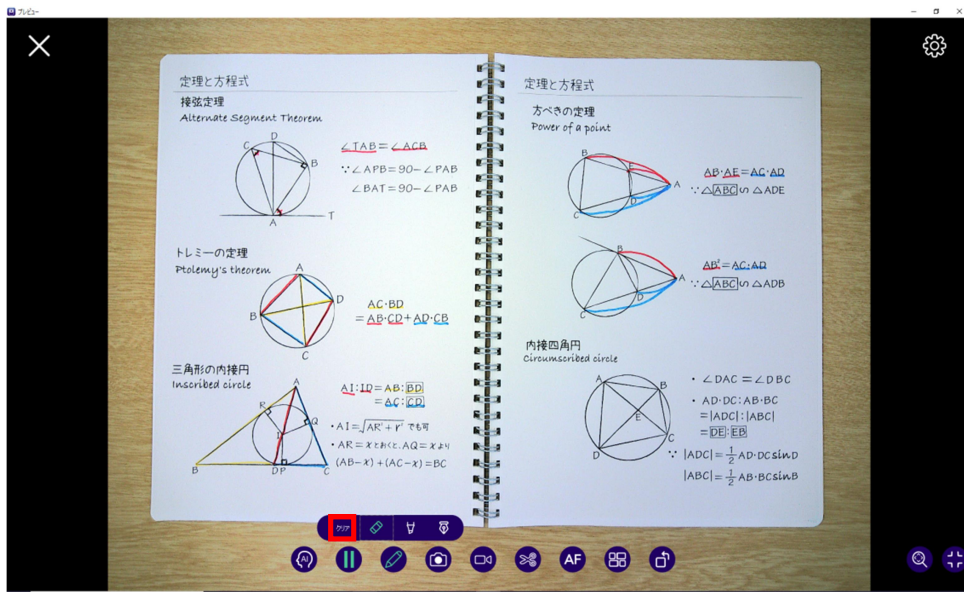 プレビュー
定理と方程式
接弦定理
Alternate Segment Theorem
D
C
B
A
T
∠TAB=∠ACB
∵∠APB=90-∠PAB
∠BAT=90-∠PAB
トレミーの定理
Ptolemy's theorem
A
D
B
C
AC·BD
=AB·CD+AD·CB
三角形の内接円
Inscribed circle
A
R
Q
I
B
D P
C
AI:ID=AB:BD
=AC:CD
・AI=√AR²+r² でも可
・AR=xとおくと、AQ=xより
(AB-x)+(AC-x)=BC
定理と方程式
方べきの定理
Power of a point
B
E
A
D
C
AB·AE=AC·AD
∵△ABC∽△ADE
B
A
D
C
AB²=AC·AD
∵△ABC∽△ADB
内接四角円
Circumscribed circle
A
B
E
C
D
・∠DAC=∠DBC
・AD·DC:AB·BC
=|ADC|:|ABC|
=DE:EB
∵|ADC|=1/2 AD·DCsinD
|ABC|=1/2 AB·BCsinB
クリア
AI
AF